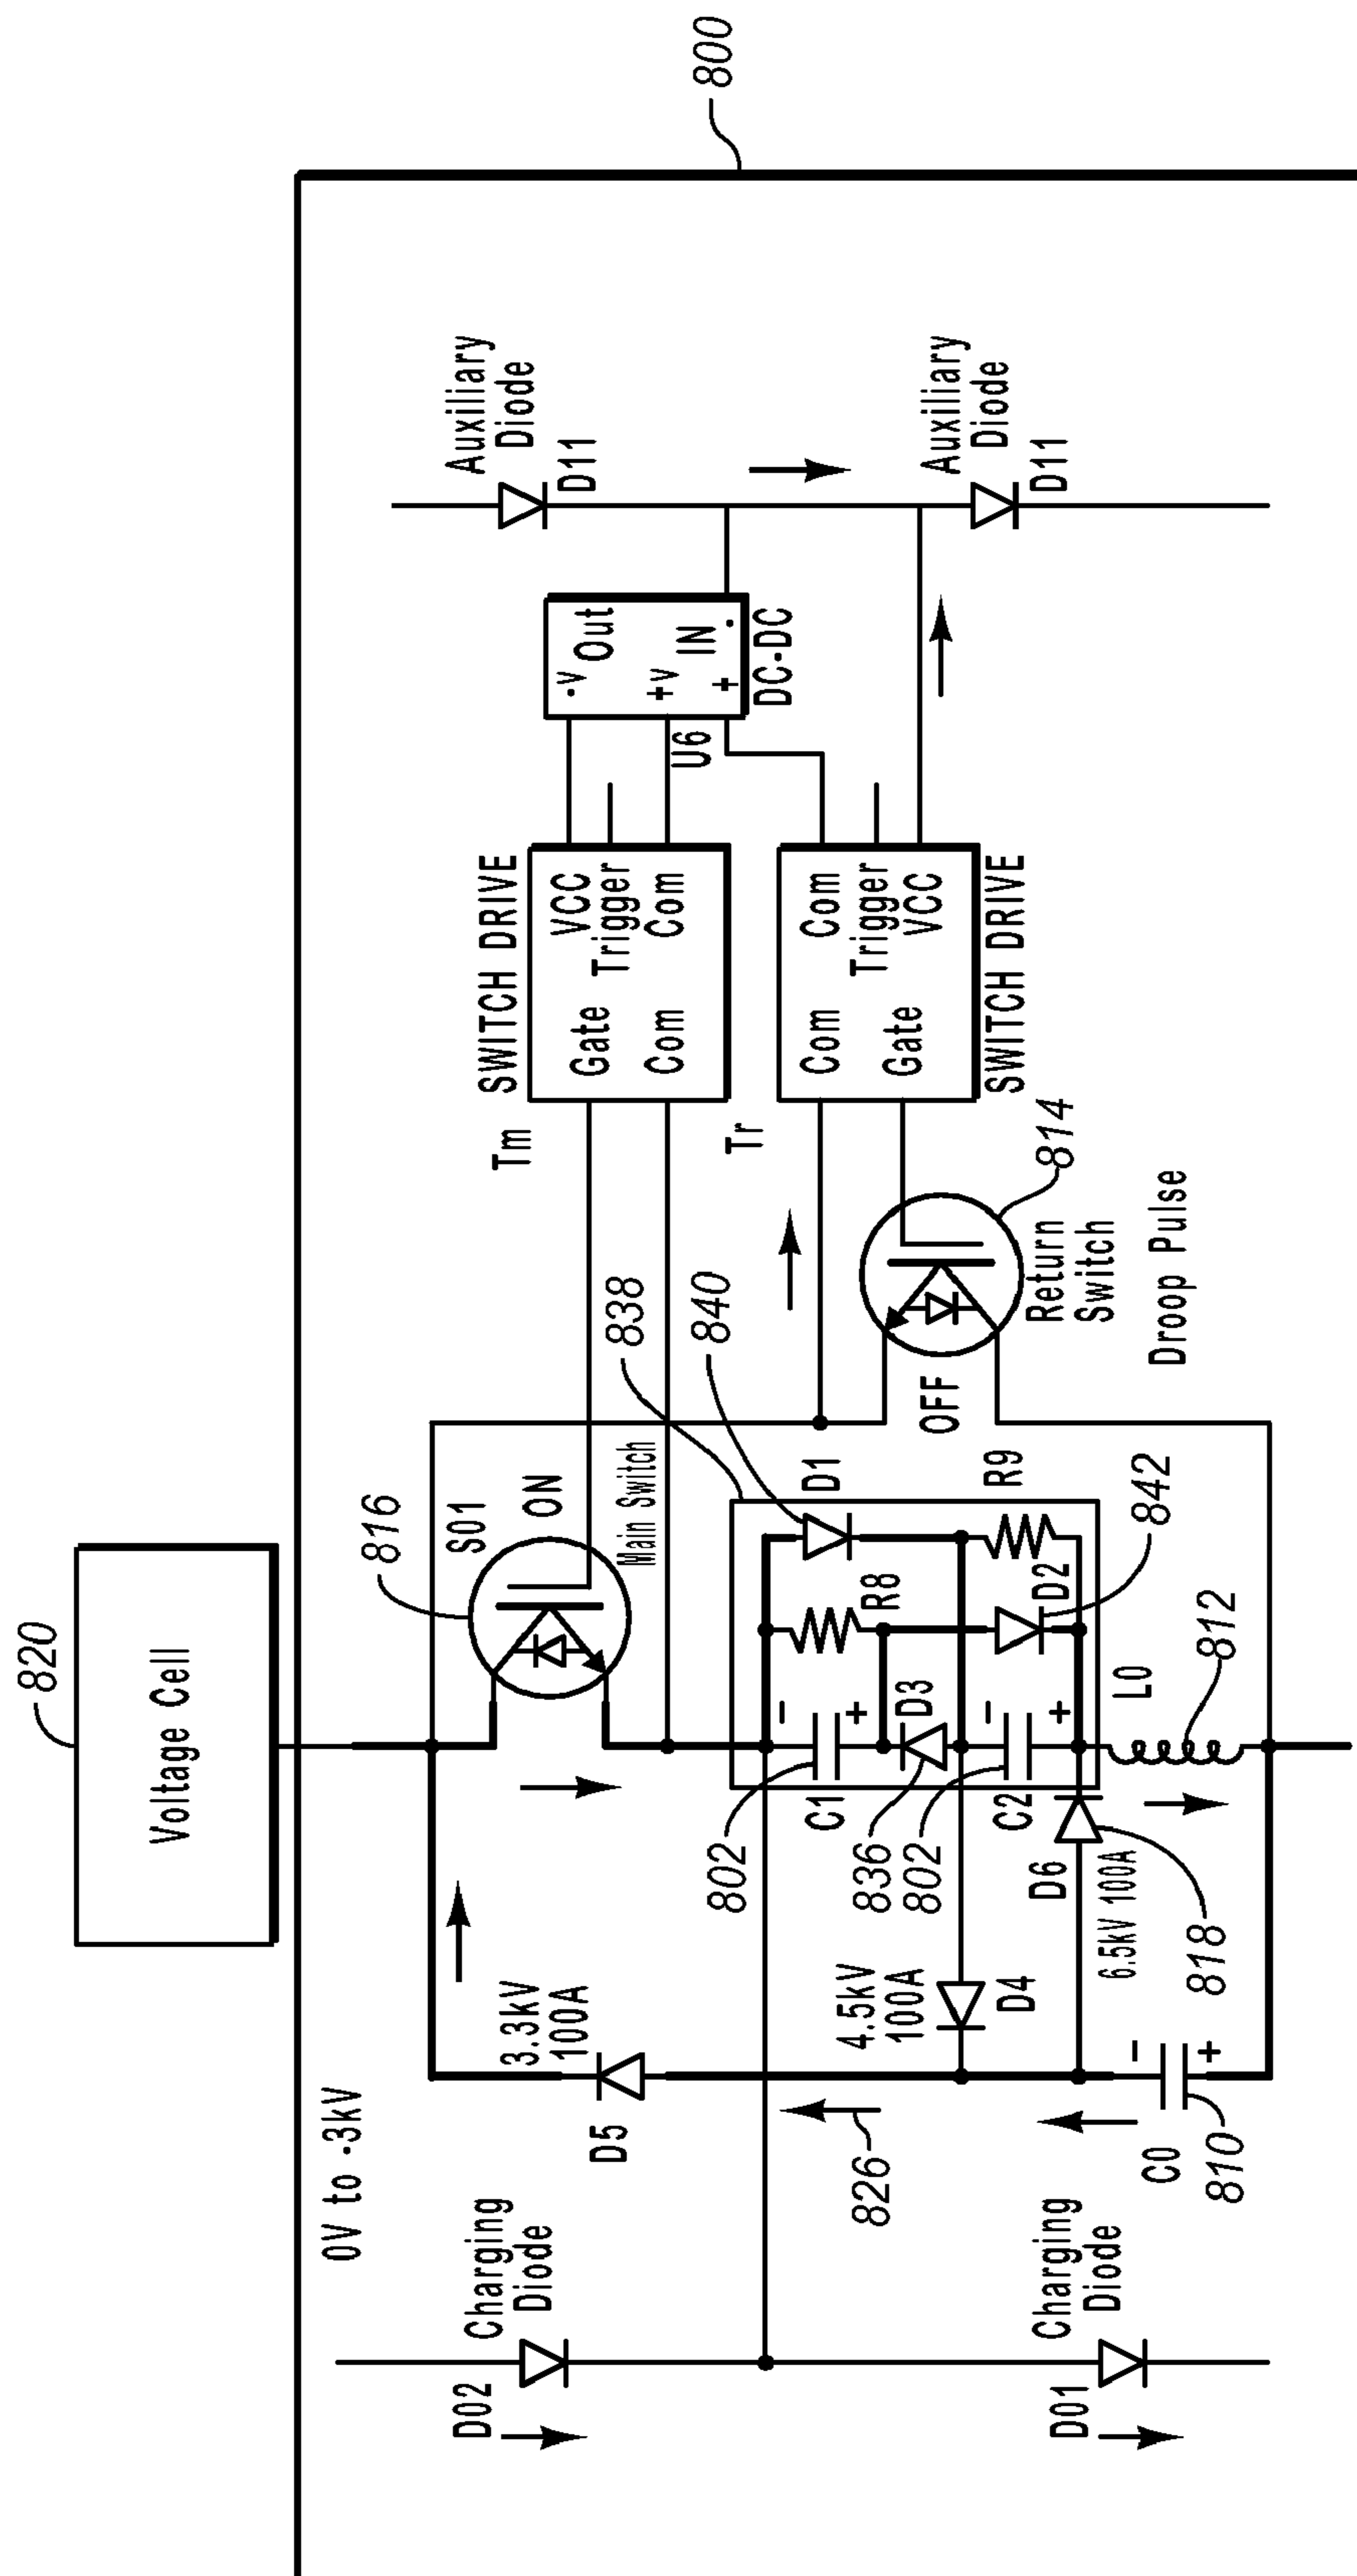 800
820
Voltage Cell
0V to -3kV
Auxiliary
Diode
D11
Auxiliary
Diode
D11
-V
Out
+V
IN
+
-
DC-DC
U6
SWITCH DRIVE
VCC
Trigger
Com
Gate
Com
Tm
Com
Trigger
VCC
Com
Gate
SWITCH DRIVE
Tr
814
Return
Switch
OFF
Droop Pulse
838
840
816
S01
ON
Main Switch
D1
R9
R8
D2
842
-
+
D3
-
+
L0
812
C1
C2
802
836
802
D6
6.5kV 100A
818
3.3kV
100A
D5
4.5kV
100A
D4
-
+
C0
810
826
Charging
Diode
D02
Charging
Diode
D01